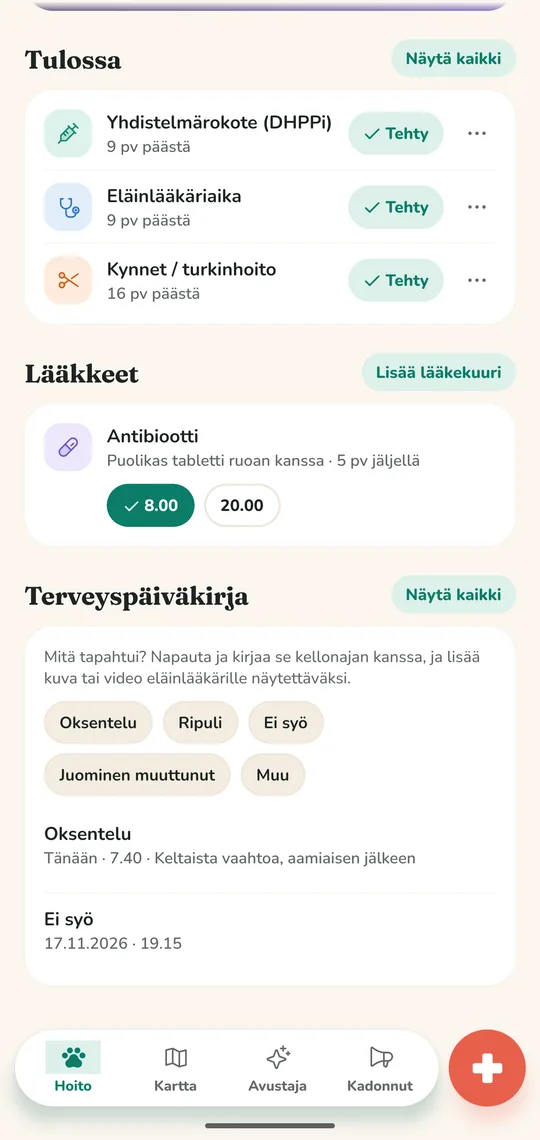 Tulossa
Näytä kaikki
Yhdistelmärokote (DHPPi)
9 pv päästä
Tehty
Eläinlääkäriaika
9 pv päästä
Tehty
Kynnet / turkinhoito
16 pv päästä
Tehty
Lääkkeet
Lisää lääkekuuri
Antibiootti
Puolikas tabletti ruoan kanssa · 5 pv jäljellä
8.00
20.00
Terveyspäiväkirja
Näytä kaikki
Mitä tapahtui? Napauta ja kirjaa se kellonajan kanssa, ja lisää
kuva tai video eläinlääkärille näytettäväksi.
Oksentelu
Ripuli
Ei syö
Juominen muuttunut
Muu
Oksentelu
Tänään · 7.40 · Keltaista vaahtoa, aamiaisen jälkeen
Ei syö
17.11.2026 · 19.15
Hoito
Kartta
Avustaja
Kadonnut